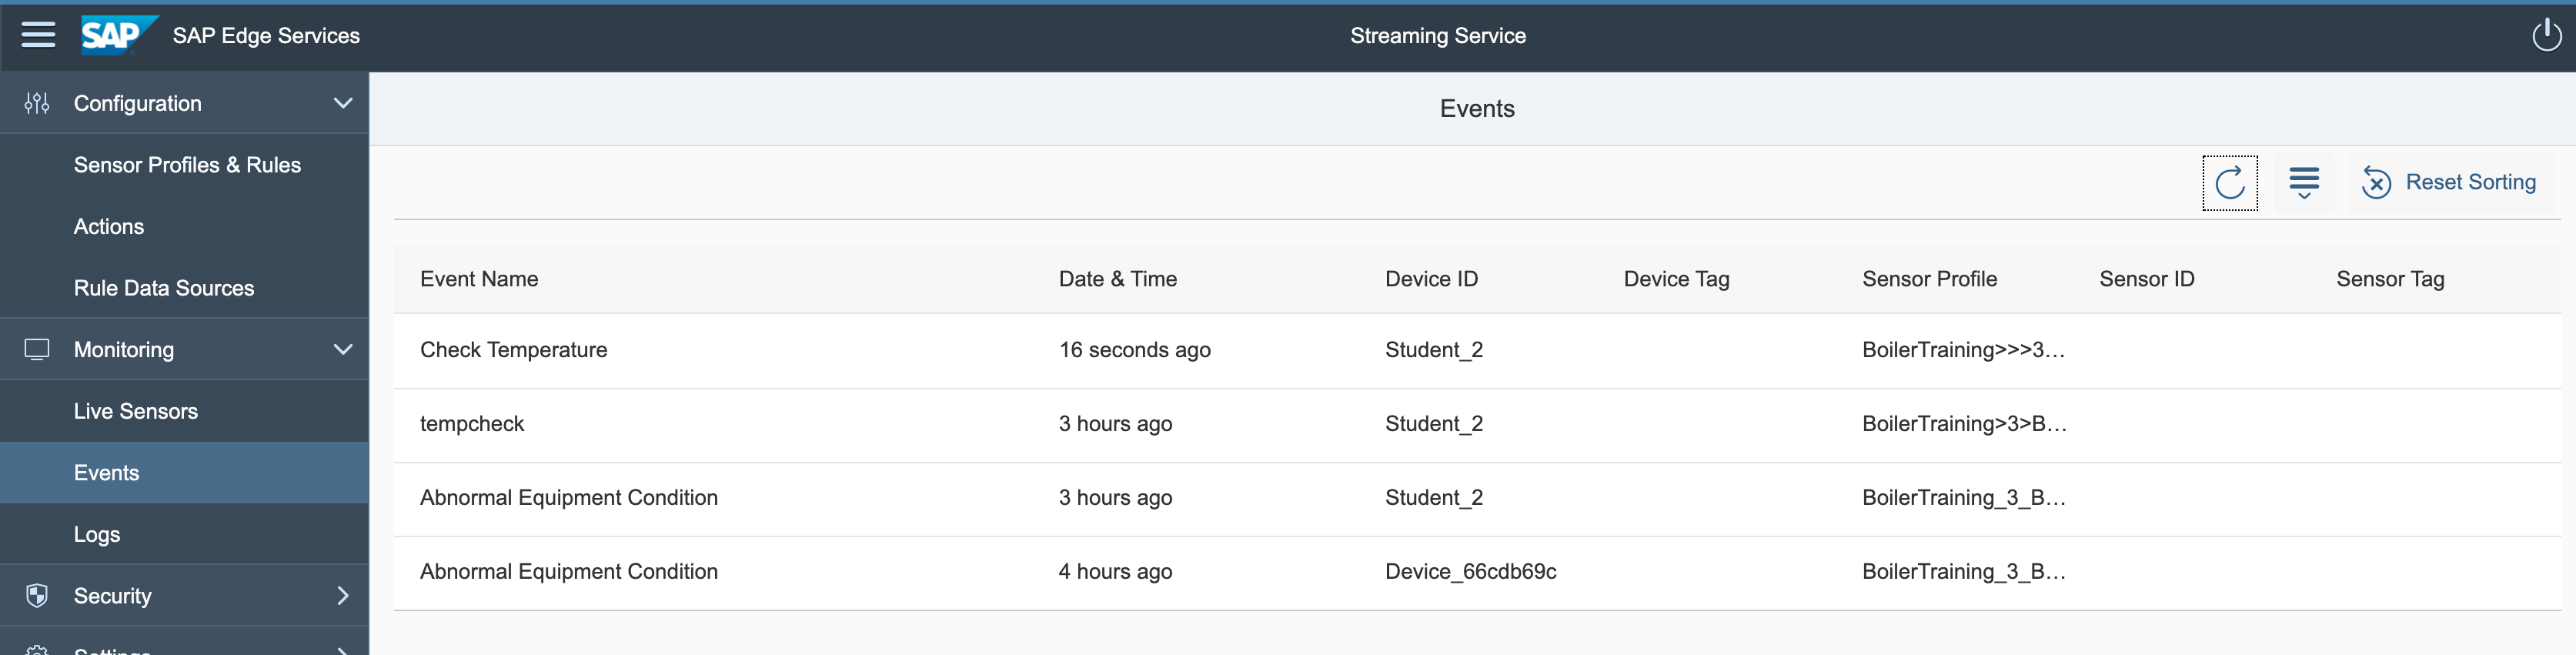 SAP SAP Edge Services Streaming Service
Configuration
Sensor Profiles & Rules
Actions
Rule Data Sources
Monitoring
Live Sensors
Events
Logs
Security
Settings
Events
Reset Sorting
Event Name Date & Time Device ID Device Tag Sensor Profile Sensor ID Sensor Tag
Check Temperature 16 seconds ago Student_2 BoilerTraining>>>3...
tempcheck 3 hours ago Student_2 BoilerTraining>3>B...
Abnormal Equipment Condition 3 hours ago Student_2 BoilerTraining_3_B...
Abnormal Equipment Condition 4 hours ago Device_66cdb69c BoilerTraining_3_B...